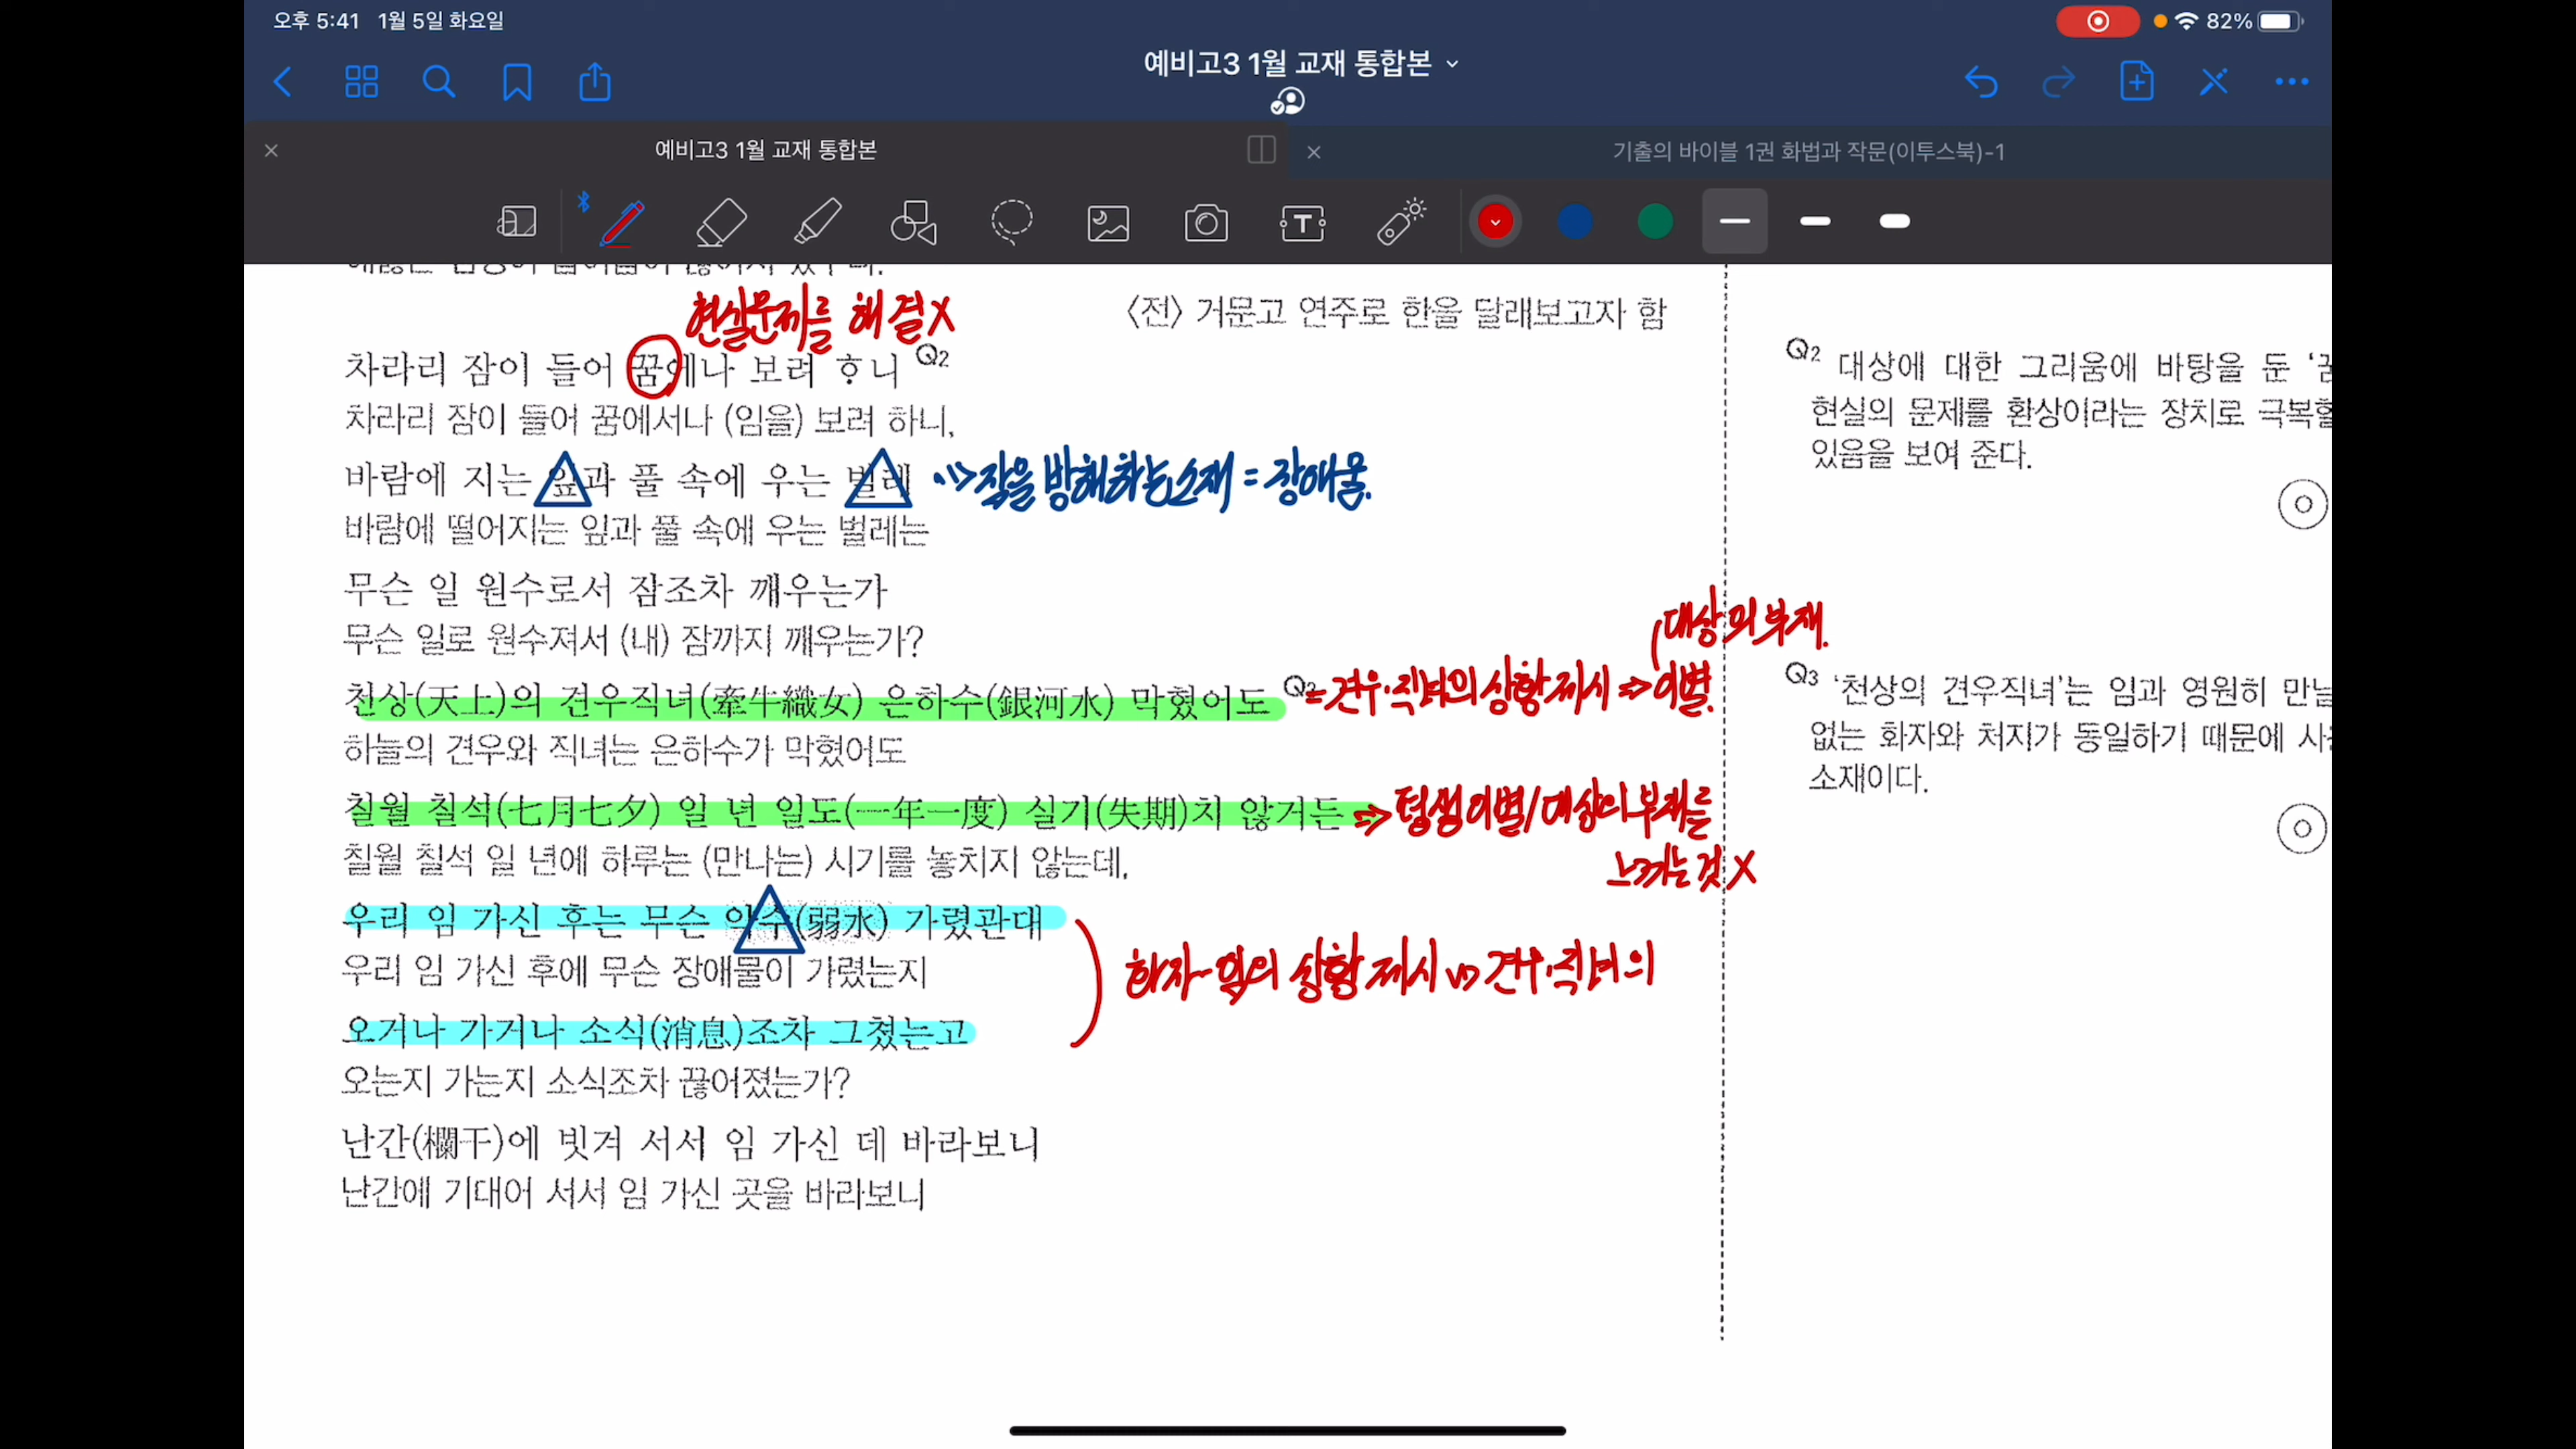 오후 5:41 1월 5일 화요일
82%
예비고3 1월 교재 통합본
예비고3 1월 교재 통합본
기출의 바이블 1권 화법과 작문(이투스북)-1
현실문제를 해결X
〈전〉 거문고 연주로 한을 달래보고자 함
차라리 잠이 들어 꿈에나 보려 ᄒᆞ니 Q2
차라리 잠이 들어 꿈에서나 (임을) 보려 하니,
바람에 지는 잎과 풀 속에 우는 벌레 ⇒ 잠을 방해하는 소재 = 장애물.
바람에 떨어지는 잎과 풀 속에 우는 벌레는
무슨 일 원수로서 잠조차 깨우는가
무슨 일로 원수져서 (내) 잠까지 깨우는가?
대상의 부재.
천상(天上)의 견우직녀(牽牛織女) 은하수(銀河水) 막혔어도 = 견우·직녀의 상황 제시 ⇒ 이별.
하늘의 견우와 직녀는 은하수가 막혔어도
칠월 칠석(七月七夕) 일 년 일도(一年一度) 실기(失期)치 않거든 ⇒ 평생 이별/대상의 부재를
칠월 칠석 일 년에 하루는 (만나는) 시기를 놓치지 않는데,
느끼는 것 X
우리 임 가신 후는 무슨 약수(弱水) 가렸관대
우리 임 가신 후에 무슨 장애물이 가렸는지
화자-임의 상황 제시 vs 견우·직녀의
오거나 가거나 소식(消息)조차 그쳤는고
오는지 가는지 소식조차 끊어졌는가?
난간(欄干)에 빗겨 서서 임 가신 데 바라보니
난간에 기대어 서서 임 가신 곳을 바라보니
Q2 대상에 대한 그리움에 바탕을 둔 '꿈
현실의 문제를 환상이라는 장치로 극복할
있음을 보여 준다.
Q3 '천상의 견우직녀'는 임과 영원히 만날
없는 화자와 처지가 동일하기 때문에 사
소재이다.